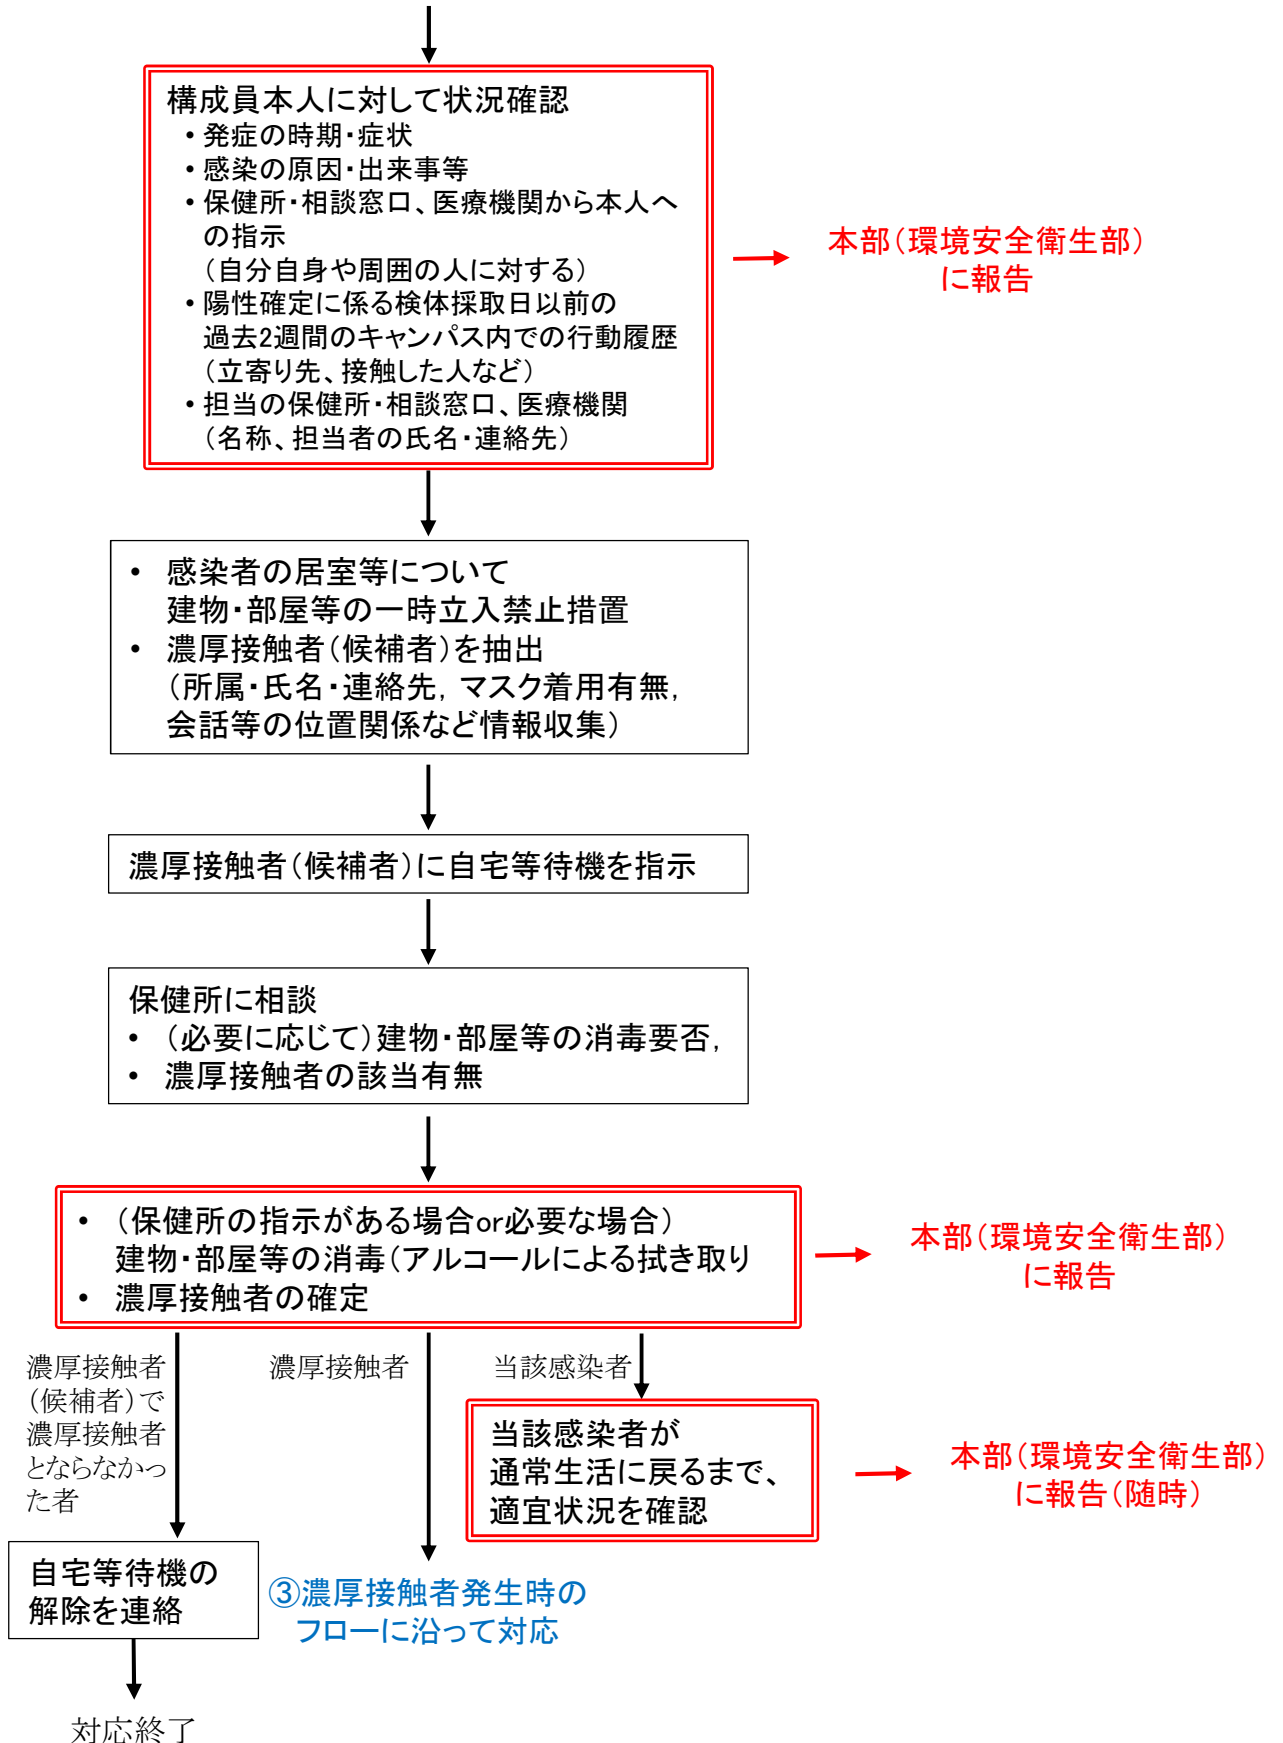 構成員本人に対して状況確認
・発症の時期・症状
・感染の原因・出来事等
・保健所・相談窓口、医療機関から本人へ
の指示
（自分自身や周囲の人に対する）
・陽性確定に係る検体採取日以前の
過去2週間のキャンパス内での行動履歴
（立寄り先、接触した人など）
・担当の保健所・相談窓口、医療機関
（名称、担当者の氏名・連絡先）
本部（環境安全衛生部）
に報告
• 感染者の居室等について
建物・部屋等の一時立入禁止措置
• 濃厚接触者（候補者）を抽出
（所属・氏名・連絡先，マスク着用有無，
会話等の位置関係など情報収集）
濃厚接触者（候補者）に自宅等待機を指示
保健所に相談
• （必要に応じて）建物・部屋等の消毒要否，
• 濃厚接触者の該当有無
• （保健所の指示がある場合or必要な場合）
建物・部屋等の消毒（アルコールによる拭き取り
• 濃厚接触者の確定
本部（環境安全衛生部）
に報告
濃厚接触者
（候補者）で
濃厚接触者
とならなかっ
た者
濃厚接触者
当該感染者
当該感染者が
通常生活に戻るまで、
適宜状況を確認
本部（環境安全衛生部）
に報告（随時）
自宅等待機の
解除を連絡
③濃厚接触者発生時の
フローに沿って対応
対応終了